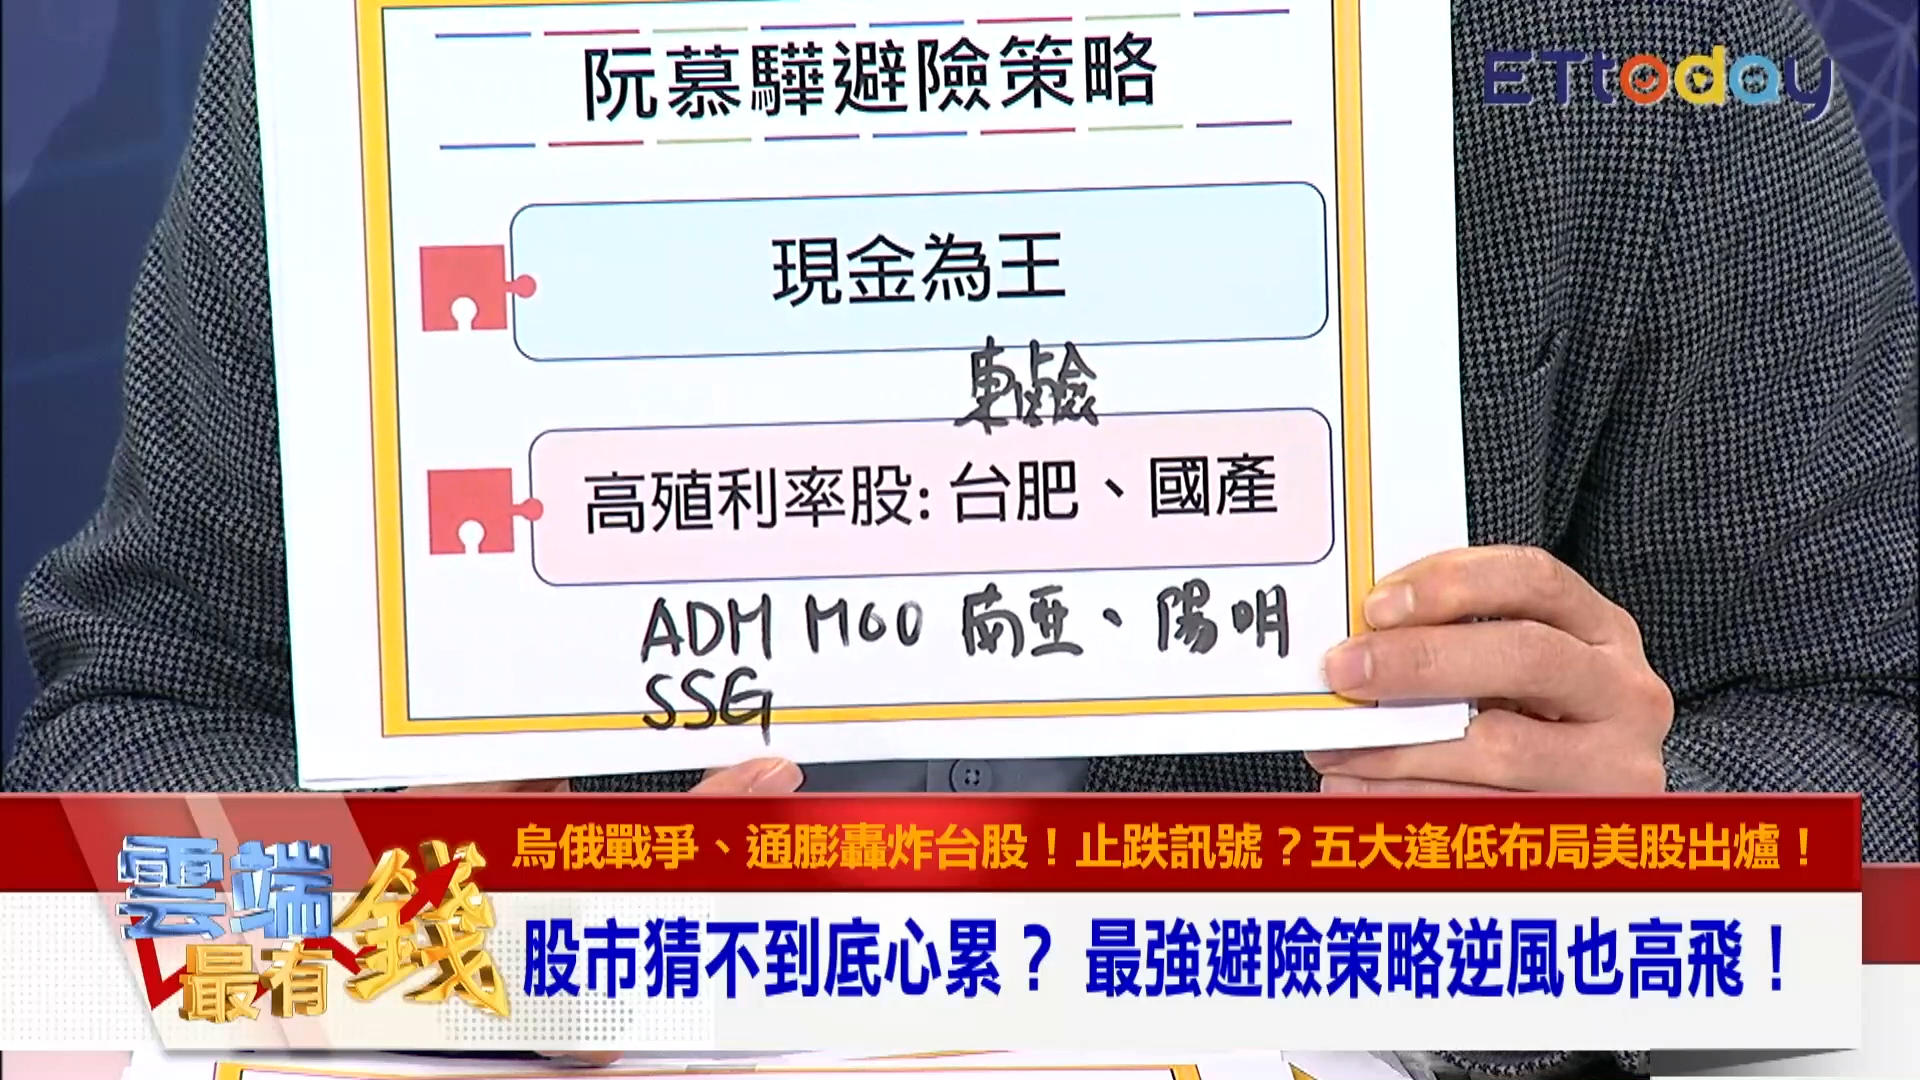 阮慕驊避險策略
ETtoday
現金為王
東鹼
高殖利率股:台肥、國產
ADM MOO 南亞、陽明
SSG
雲端最有錢
烏俄戰爭、通膨轟炸台股!止跌訊號?五大逢低布局美股出爐!
股市猜不到底心累? 最強避險策略逆風也高飛!